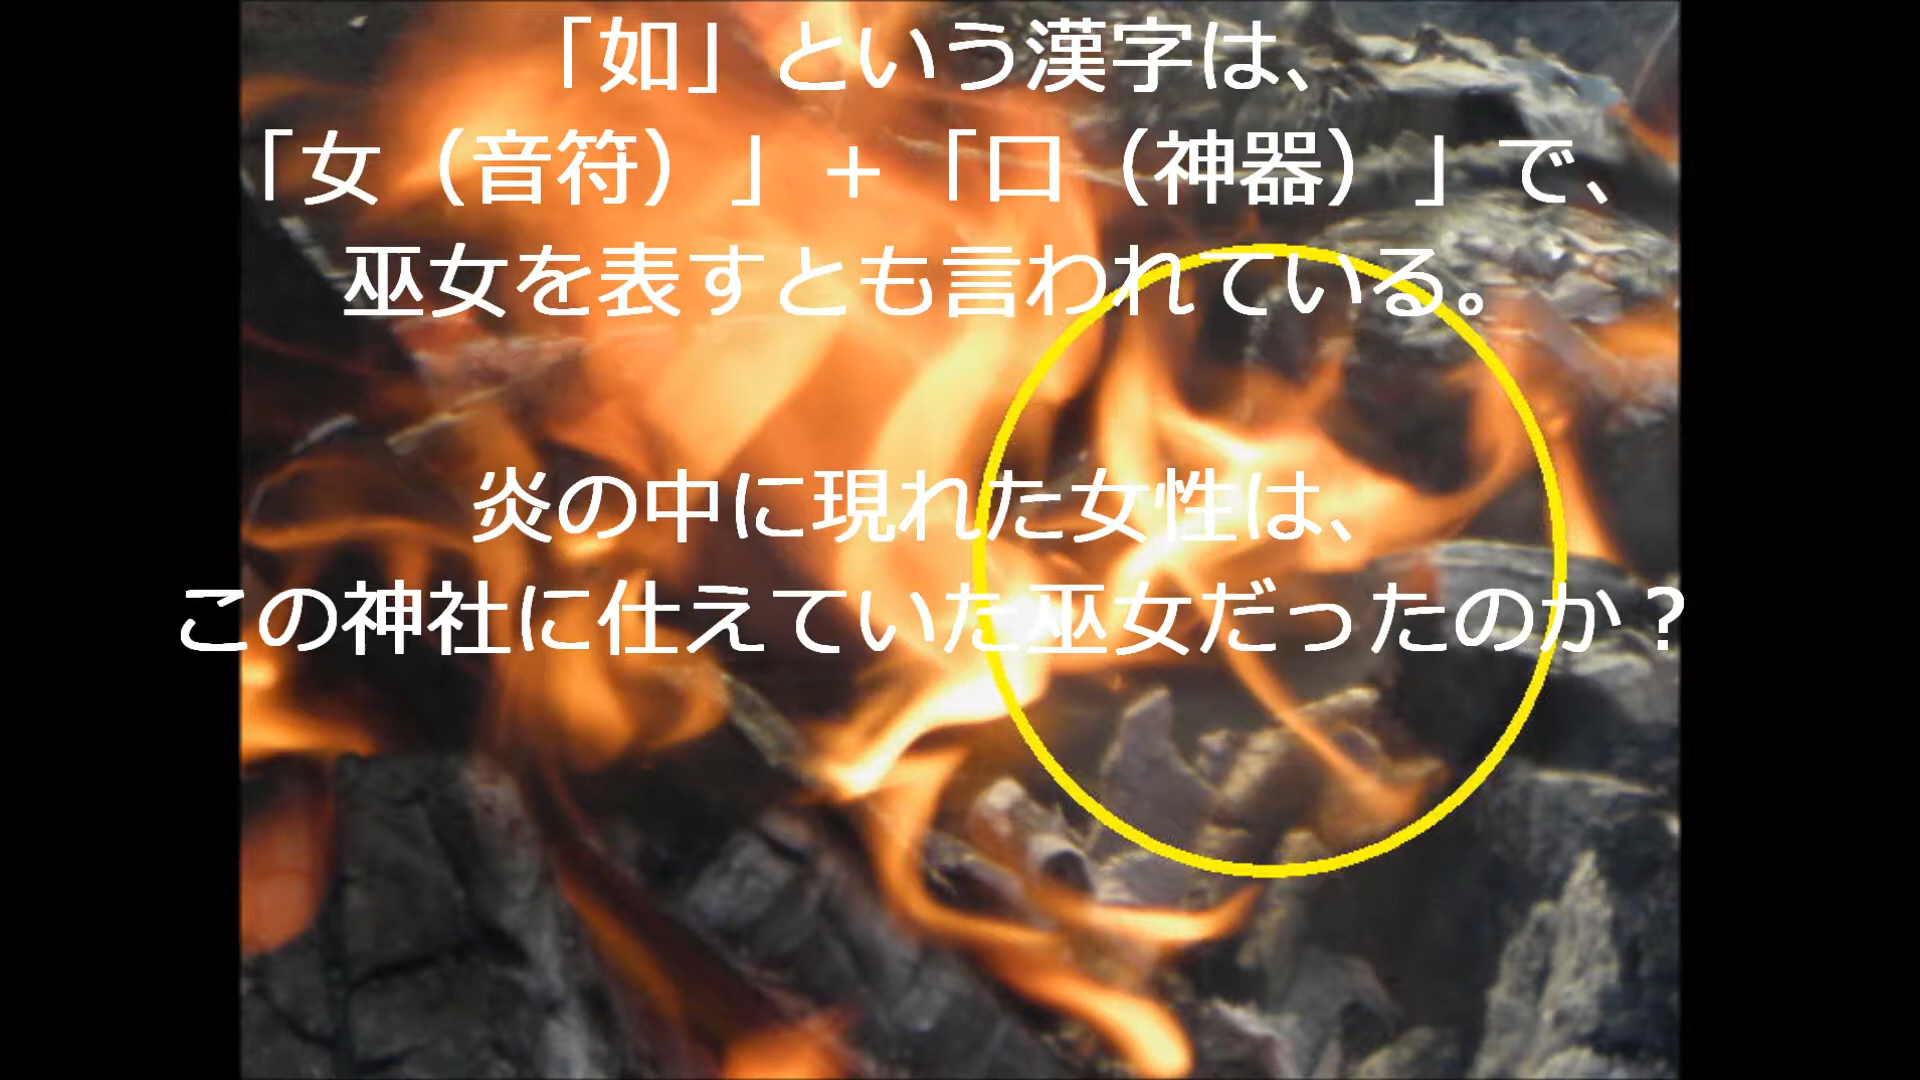 「如」という漢字は、
「女（音符）」＋「口（神器）」で、
巫女を表すとも言われている。
炎の中に現れた女性は、
この神社に仕えていた巫女だったのか？